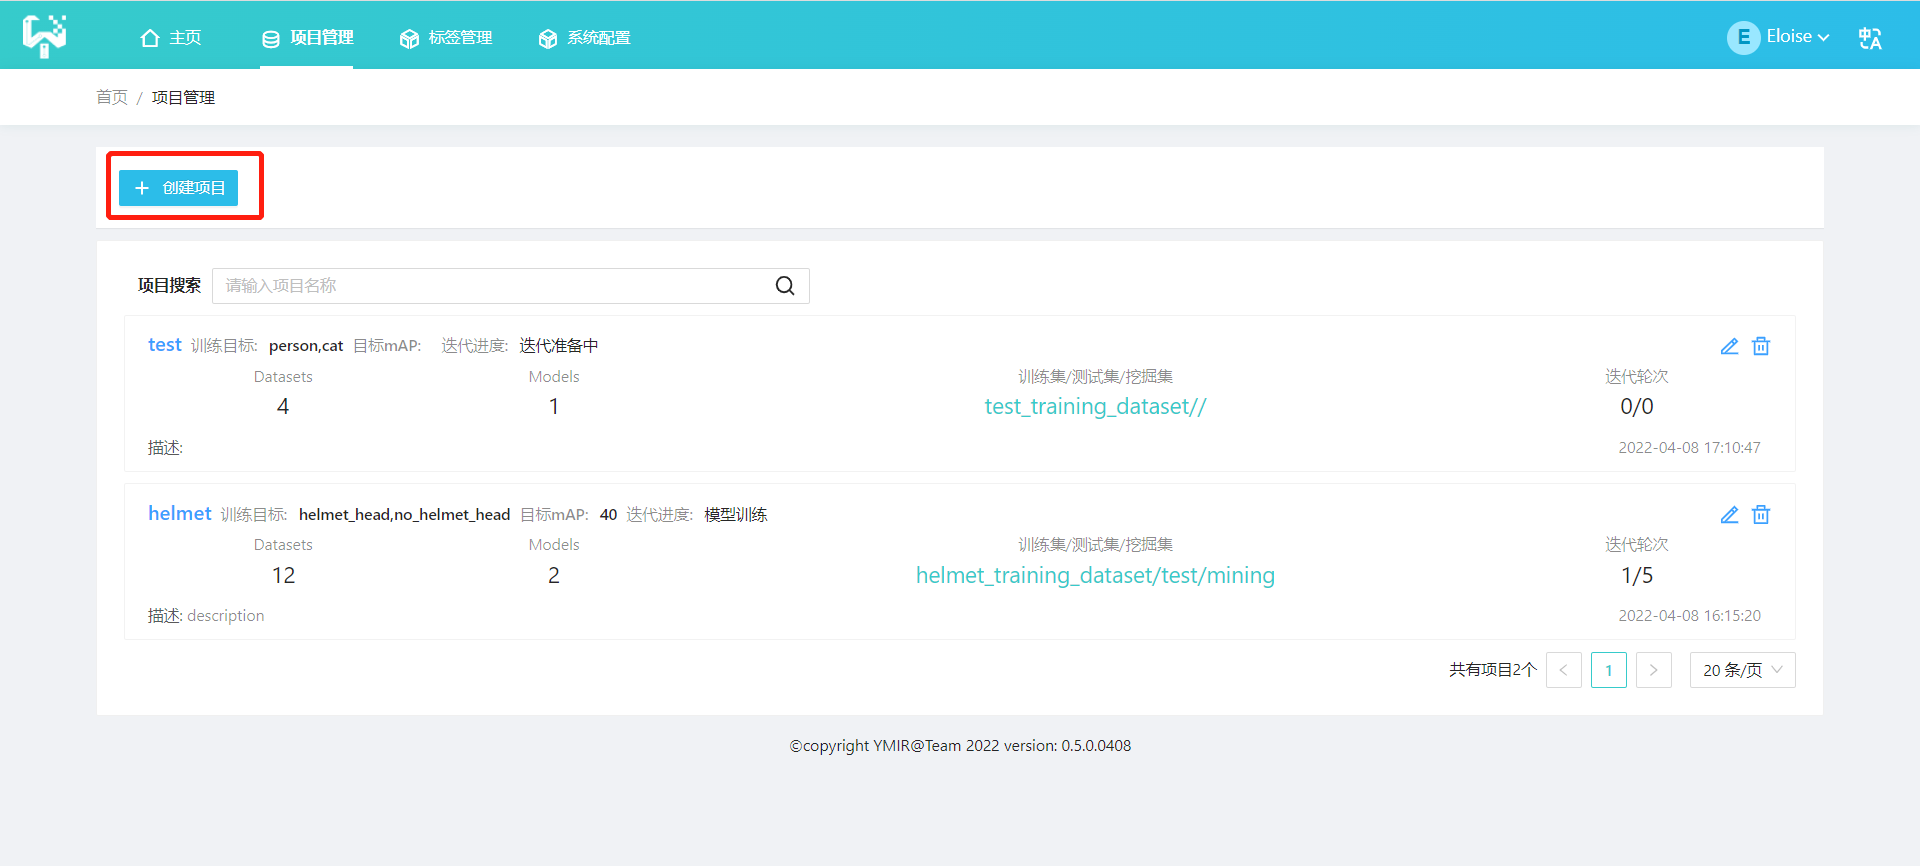 主页 项目管理 标签管理 系统配置 E Eloise 中A
首页 / 项目管理
+ 创建项目
项目搜索 请输入项目名称
test 训练目标: person,cat 目标mAP: 迭代进度: 迭代准备中
Datasets Models 训练集/测试集/挖掘集 迭代轮次
4 1 test_training_dataset// 0/0
描述: 2022-04-08 17:10:47
helmet 训练目标: helmet_head,no_helmet_head 目标mAP: 40 迭代进度: 模型训练
Datasets Models 训练集/测试集/挖掘集 迭代轮次
12 2 helmet_training_dataset/test/mining 1/5
描述: description 2022-04-08 16:15:20
共有项目2个 < 1 > 20 条/页
©copyright YMIR@Team 2022 version: 0.5.0.0408